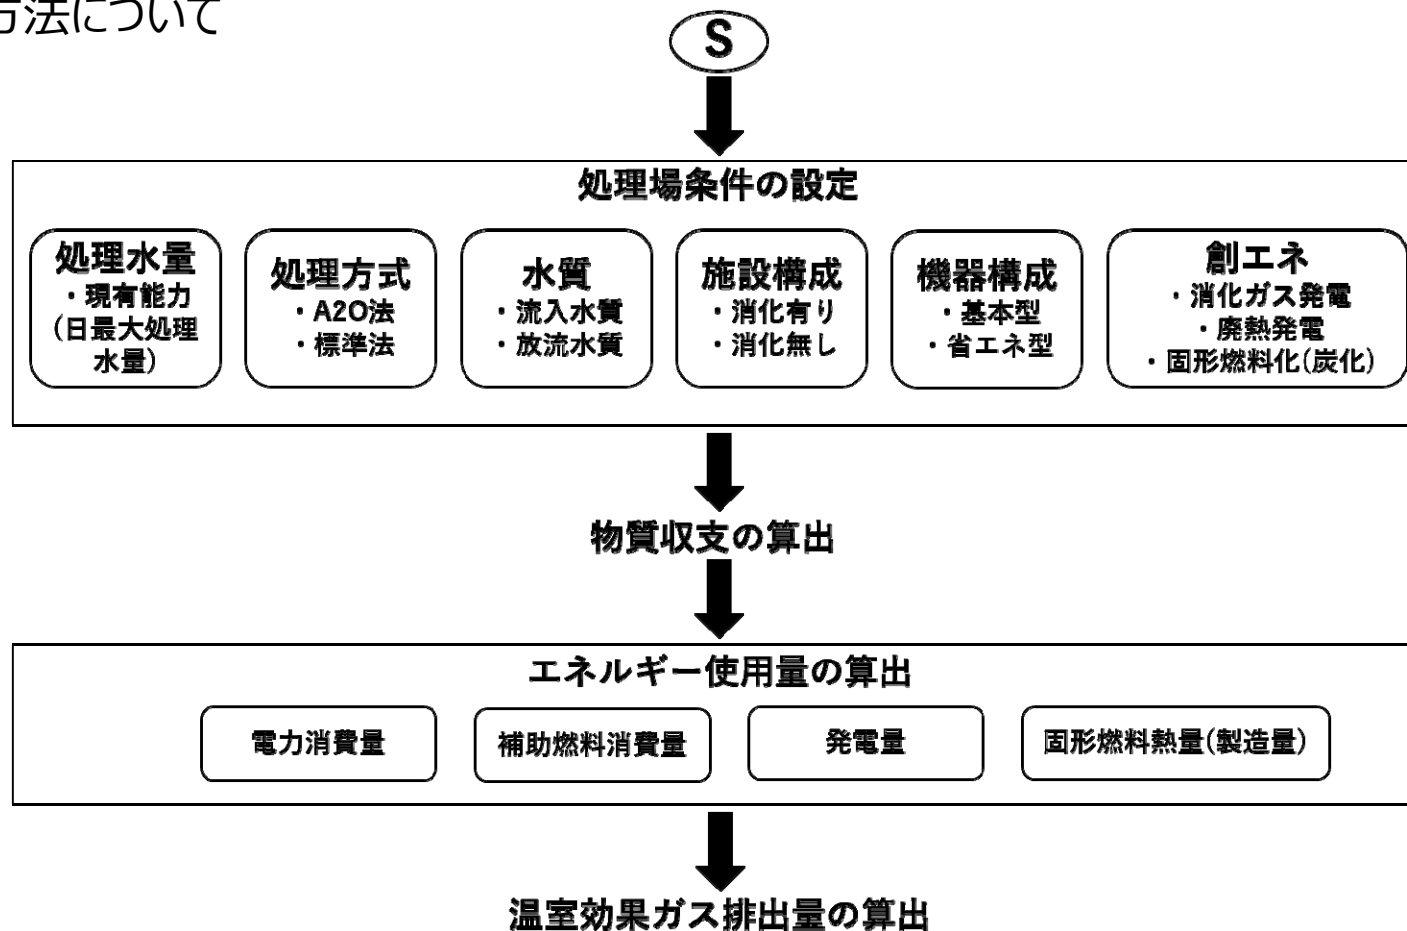 方法について
S
処理場条件の設定
処理水量
・現有能力
(日最大処理
水量)
処理方式
・A2O法
・標準法
水質
・流入水質
・放流水質
施設構成
・消化有り
・消化無し
機器構成
・基本型
・省エネ型
創エネ
・消化ガス発電
・廃熱発電
・固形燃料化(炭化)
物質収支の算出
エネルギー使用量の算出
電力消費量
補助燃料消費量
発電量
固形燃料熱量(製造量)
温室効果ガス排出量の算出